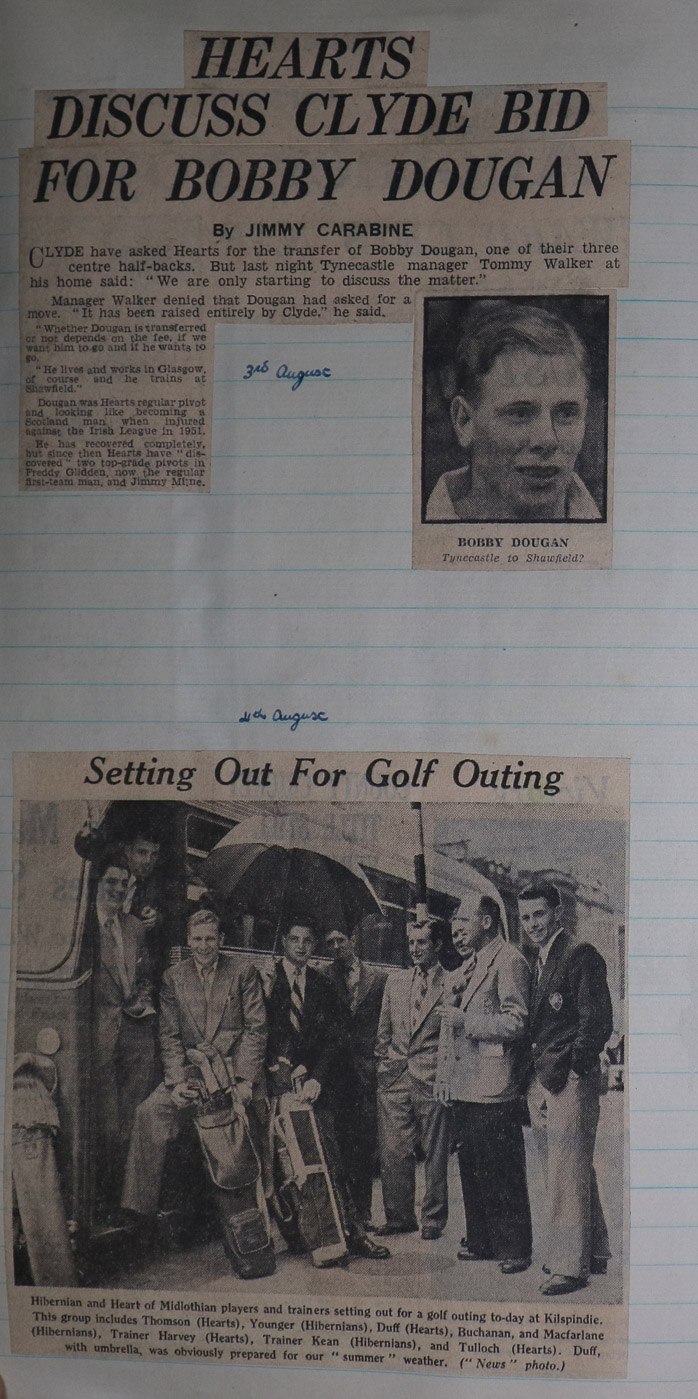 HEARTS
DISCUSS CLYDE BID
FOR BOBBY DOUGAN
By JIMMY CARABINE
CLYDE have asked Hearts for the transfer of Bobby Dougan, one of their three
centre half-backs. But last night Tynecastle manager Tommy Walker at
his home said: "We are only starting to discuss the matter."
Manager Walker denied that Dougan had asked for a
move. "It has been raised entirely by Clyde," he said.
"Whether Dougan is transferred
or not depends on the fee, if we
want him to go and if he wants to
go.
"He lives and works in Glasgow,
of course and he trains at
Shawfield."
Dougan was Hearts regular pivot
and looking like becoming a
Scotland man when injured
against the Irish League in 1951.
He has recovered completely,
but since then Hearts have "dis-
covered" two top-grade pivots in
Freddy Glidden, now the regular
first-team man, and Jimmy Milne.
3rd August
BOBBY DOUGAN
Tynecastle to Shawfield?
4th August
Setting Out For Golf Outing
Hibernian and Heart of Midlothian players and trainers setting out for a golf outing to-day at Kilspindie.
This group includes Thomson (Hearts), Younger (Hibernians), Duff (Hearts), Buchanan, and Macfarlane
(Hibernians), Trainer Harvey (Hearts), Trainer Kean (Hibernians), and Tulloch (Hearts). Duff,
with umbrella, was obviously prepared for our "summer" weather. ("News" photo.)